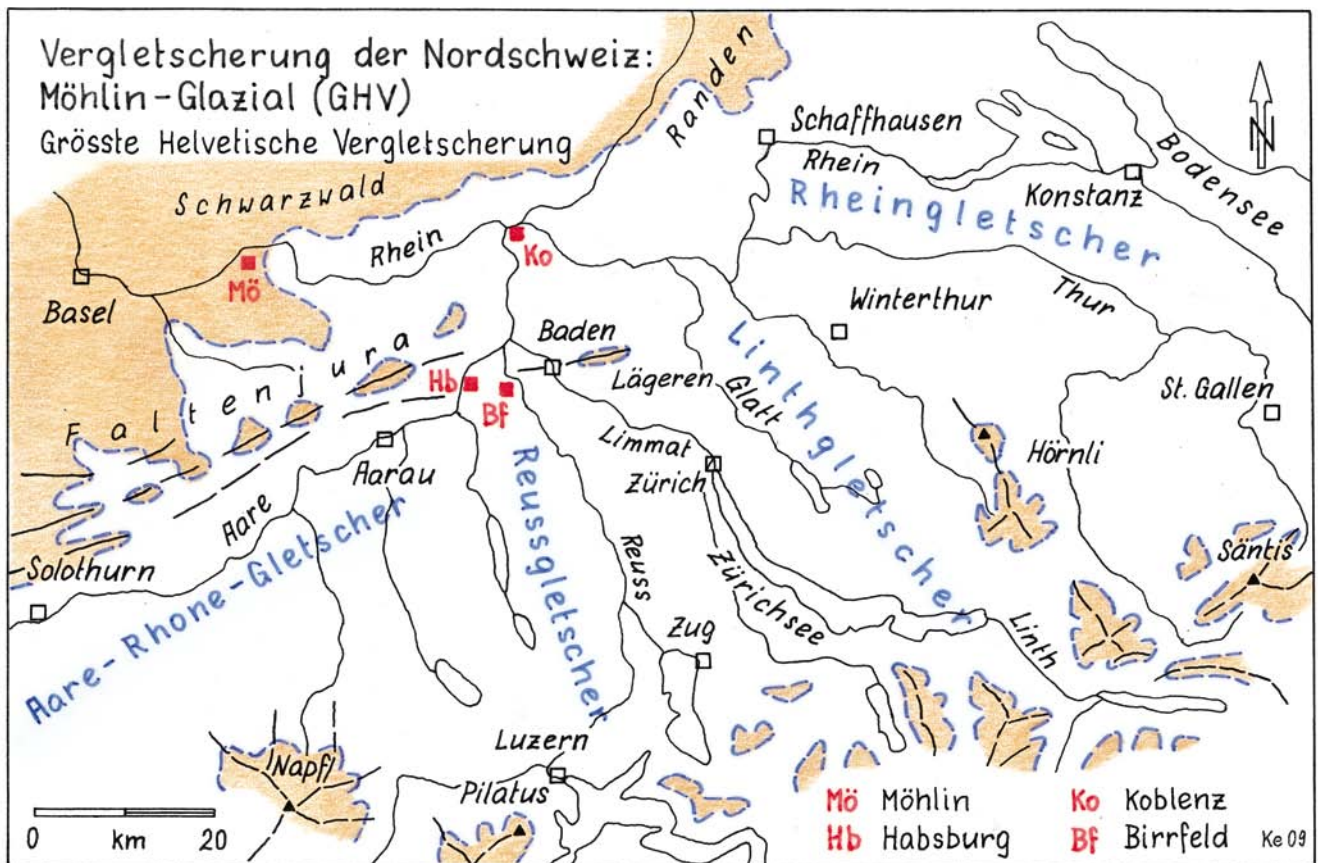 Vergletscherung der Nordschweiz:
Möhlin-Glazial (GHV)
Grösste Helvetische Vergletscherung
Randen
Schaffhausen
Rhein
Rheingletscher
Konstanz
Bodensee
N
Schwarzwald
Rhein
Ko
Mö
Basel
Winterthur
Thur
Baden
Faltenjura
Hb
Bf
Lägeren
Glatt
Linthgletscher
St. Gallen
Limmat
Zürich
Hörnli
Aarau
Aare
Reussgletscher
Aare-Rhone-Gletscher
Solothurn
Reuss
Zürichsee
Säntis
Zug
Linth
Luzern
Napf
Pilatus
0 km 20
Mö Möhlin
Ko Koblenz
Hb Habsburg
Bf Birrfeld
Ke 09